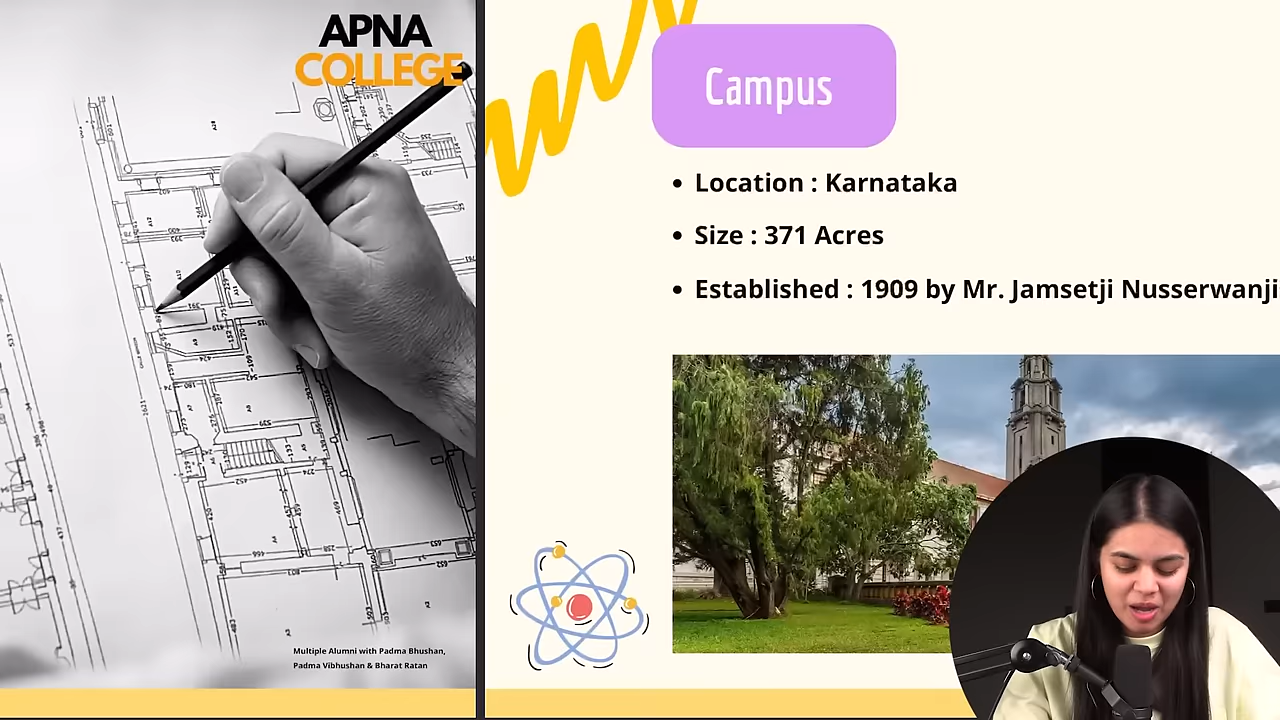 APNA
COLLEGE
Multiple Alumni with Padma Bhushan,
Padma Vibhushan & Bharat Ratan
Campus
• Location : Karnataka
• Size : 371 Acres
• Established : 1909 by Mr. Jamsetji Nusserwanji